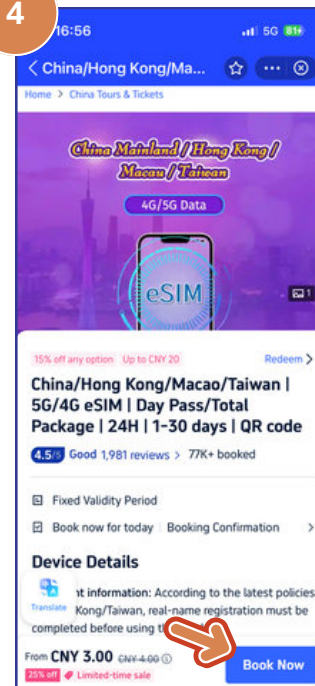 4
16:56
5G 81
China/Hong Kong/Ma...
Home > China Tours & Tickets
China Mainland / Hong Kong /
Macau / Taiwan
4G/5G Data
eSIM
1
15% off any option Up to CNY 20 Redeem >
China/Hong Kong/Macao/Taiwan |
5G/4G eSIM | Day Pass/Total
Package | 24H | 1-30 days | QR code
4.5/5 Good 1,981 reviews > 77K+ booked
Fixed Validity Period
Book now for today Booking Confirmation >
Device Details
nt information: According to the latest policies
Translate Kong/Taiwan, real-name registration must be
completed before using th
From CNY 3.00 CNY 4.00
25% off Limited-time sale
Book Now